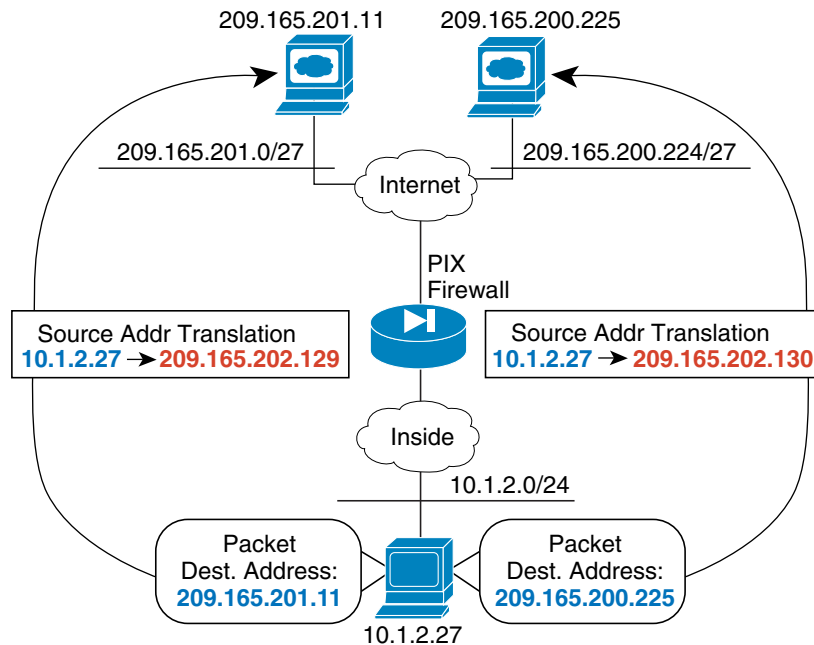 209.165.201.11
209.165.200.225
209.165.201.0/27
209.165.200.224/27
Internet
PIX
Firewall
Source Addr Translation
10.1.2.27 → 209.165.202.129
Source Addr Translation
10.1.2.27 → 209.165.202.130
Inside
10.1.2.0/24
Packet
Dest. Address:
209.165.201.11
Packet
Dest. Address:
209.165.200.225
10.1.2.27